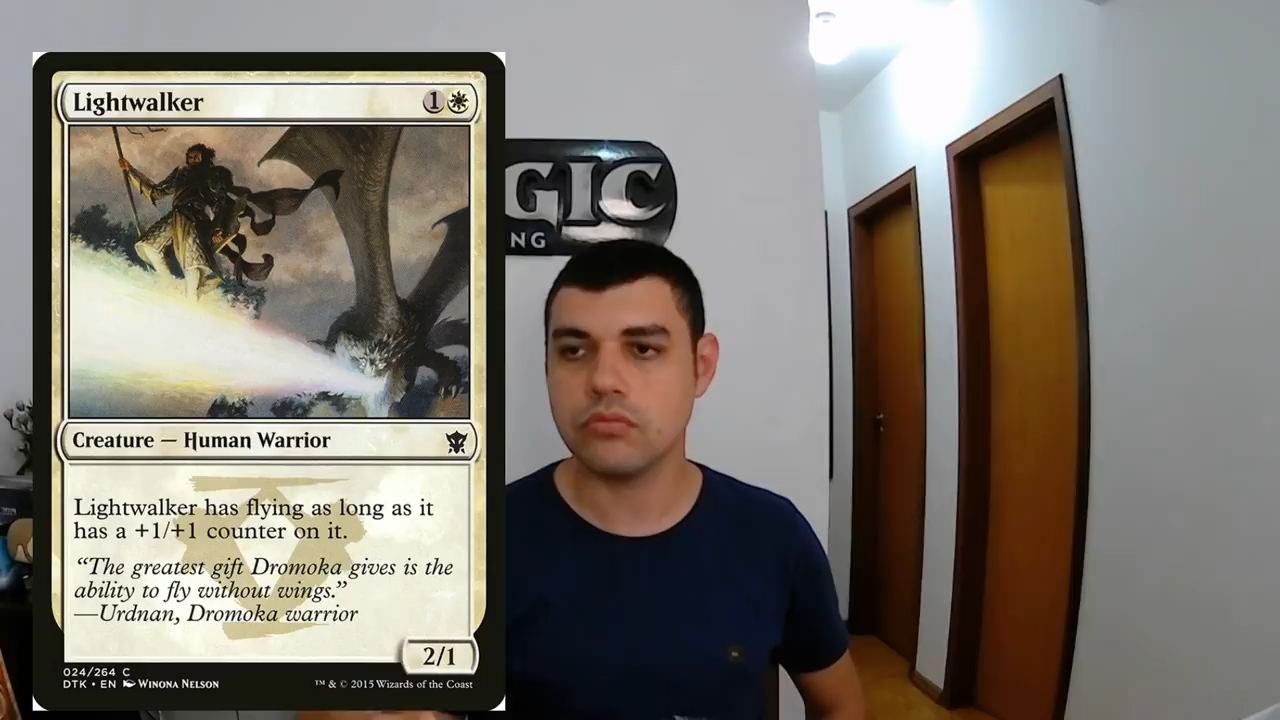 Lightwalker
1
GIC
NG
Creature — Human Warrior
Lightwalker has flying as long as it
has a +1/+1 counter on it.
“The greatest gift Dromoka gives is the
ability to fly without wings.”
—Urdnan, Dromoka warrior
2/1
024/264 C
DTK • EN Winona Nelson
™ & © 2015 Wizards of the Coast